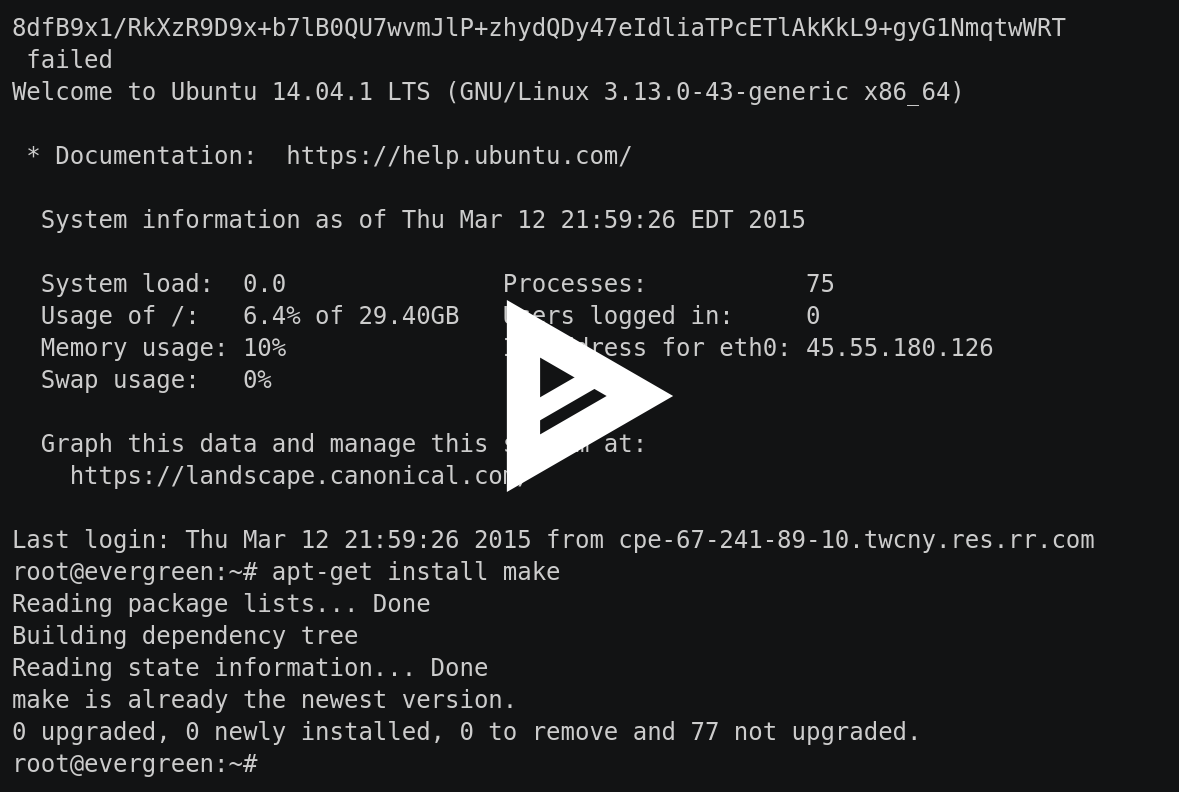 8dfB9x1/RkXzR9D9x+b7lB0QU7wvmJlP+zhydQDy47eIdliaTPcETlAkKkL9+gyG1NmqtwWRT
 failed
Welcome to Ubuntu 14.04.1 LTS (GNU/Linux 3.13.0-43-generic x86_64)

 * Documentation:  https://help.ubuntu.com/

  System information as of Thu Mar 12 21:59:26 EDT 2015

  System load:  0.0               Processes:           75
  Usage of /:   6.4% of 29.40GB   Users logged in:     0
  Memory usage: 10%               for eth0: 45.55.180.126
  Swap usage:   0%

  Graph this data and manage this at:
    https://landscape.canonical.com/

Last login: Thu Mar 12 21:59:26 2015 from cpe-67-241-89-10.twcny.res.rr.com
root@evergreen:~# apt-get install make
Reading package lists... Done
Building dependency tree
Reading state information... Done
make is already the newest version.
0 upgraded, 0 newly installed, 0 to remove and 77 not upgraded.
root@evergreen:~#